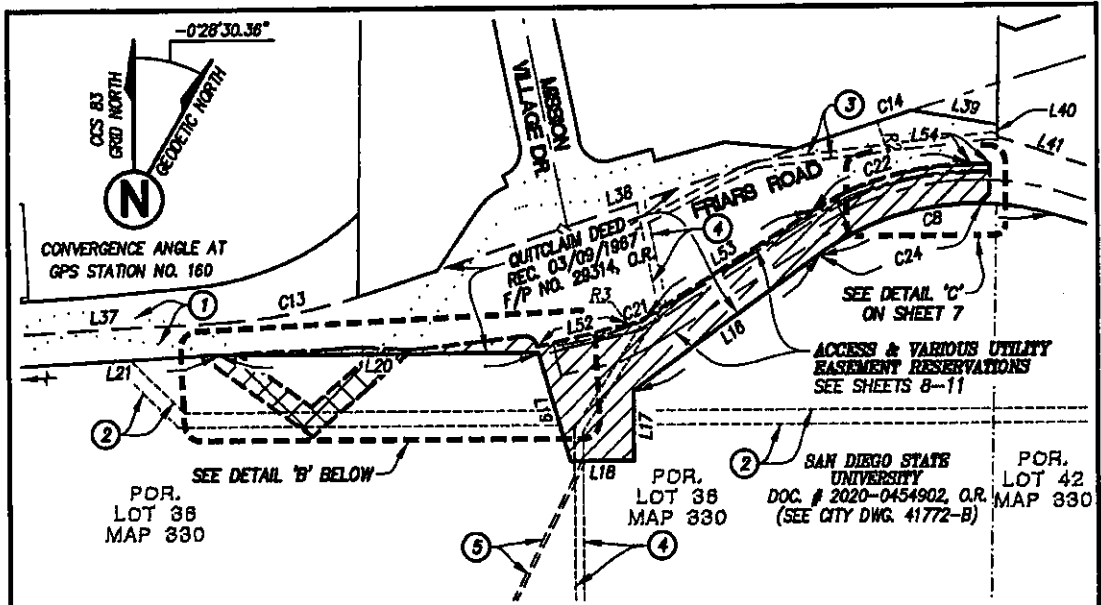 -0°28'30.36"
CCS 83
GRID NORTH
GEODETIC NORTH
N
CONVERGENCE ANGLE AT
GPS STATION NO. 160
MISSION
VILLAGE DR.
3
C14
L39
L40
L41
L54
C22
FRIARS ROAD
L38
QUITCLAIM DEED
REC. 03/09/1967
F/P NO. 29314, O.R.
4
L53
R3
C21
L52
C8
C24
SEE DETAIL 'C'
ON SHEET 7
1
L37
C13
L16
ACCESS & VARIOUS UTILITY
EASEMENT RESERVATIONS
SEE SHEETS 8-11
L21
L20
L19
L17
2
2
SEE DETAIL 'B' BELOW
L18
SAN DIEGO STATE
UNIVERSITY
DOC. # 2020-0454902, O.R.
(SEE CITY DWG. 41772-B)
POR.
LOT 36
MAP 330
POR.
LOT 36
MAP 330
POR.
LOT 42
MAP 330
5
4